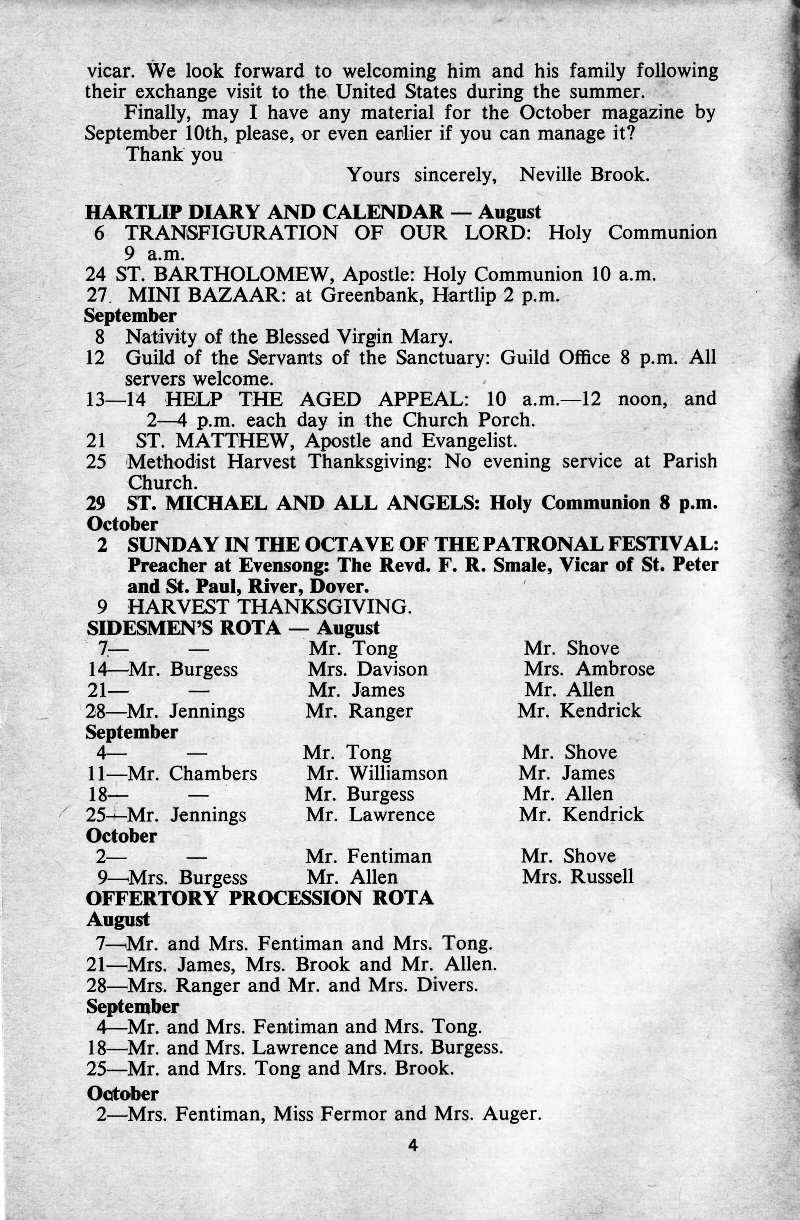 vicar. We look forward to welcoming him and his family following
their exchange visit to the United States during the summer.
Finally, may I have any material for the October magazine by
September 10th, please, or even earlier if you can manage it?
Thank you
Yours sincerely, Neville Brook.
HARTLIP DIARY AND CALENDAR — August
6 TRANSFIGURATION OF OUR LORD: Holy Communion
9 a.m.
24 ST. BARTHOLOMEW, Apostle: Holy Communion 10 a.m.
27. MINI BAZAAR: at Greenbank, Hartlip 2 p.m.
September
8 Nativity of the Blessed Virgin Mary.
12 Guild of the Servants of the Sanctuary: Guild Office 8 p.m. All
servers welcome.
13—14 HELP THE AGED APPEAL: 10 a.m.—12 noon, and
2—4 p.m. each day in the Church Porch.
21 ST. MATTHEW, Apostle and Evangelist.
25 Methodist Harvest Thanksgiving: No evening service at Parish
Church.
29 ST. MICHAEL AND ALL ANGELS: Holy Communion 8 p.m.
October
2 SUNDAY IN THE OCTAVE OF THE PATRONAL FESTIVAL:
Preacher at Evensong: The Revd. F. R. Smale, Vicar of St. Peter
and St. Paul, River, Dover.
9 HARVEST THANKSGIVING.
SIDESMEN'S ROTA — August
7— — Mr. Tong Mr. Shove
14—Mr. Burgess Mrs. Davison Mrs. Ambrose
21— — Mr. James Mr. Allen
28—Mr. Jennings Mr. Ranger Mr. Kendrick
September
4— — Mr. Tong Mr. Shove
11—Mr. Chambers Mr. Williamson Mr. James
18— — Mr. Burgess Mr. Allen
25—Mr. Jennings Mr. Lawrence Mr. Kendrick
October
2— — Mr. Fentiman Mr. Shove
9—Mrs. Burgess Mr. Allen Mrs. Russell
OFFERTORY PROCESSION ROTA
August
7—Mr. and Mrs. Fentiman and Mrs. Tong.
21—Mrs. James, Mrs. Brook and Mr. Allen.
28—Mrs. Ranger and Mr. and Mrs. Divers.
September
4—Mr. and Mrs. Fentiman and Mrs. Tong.
18—Mr. and Mrs. Lawrence and Mrs. Burgess.
25—Mr. and Mrs. Tong and Mrs. Brook.
October
2—Mrs. Fentiman, Miss Fermor and Mrs. Auger.
4